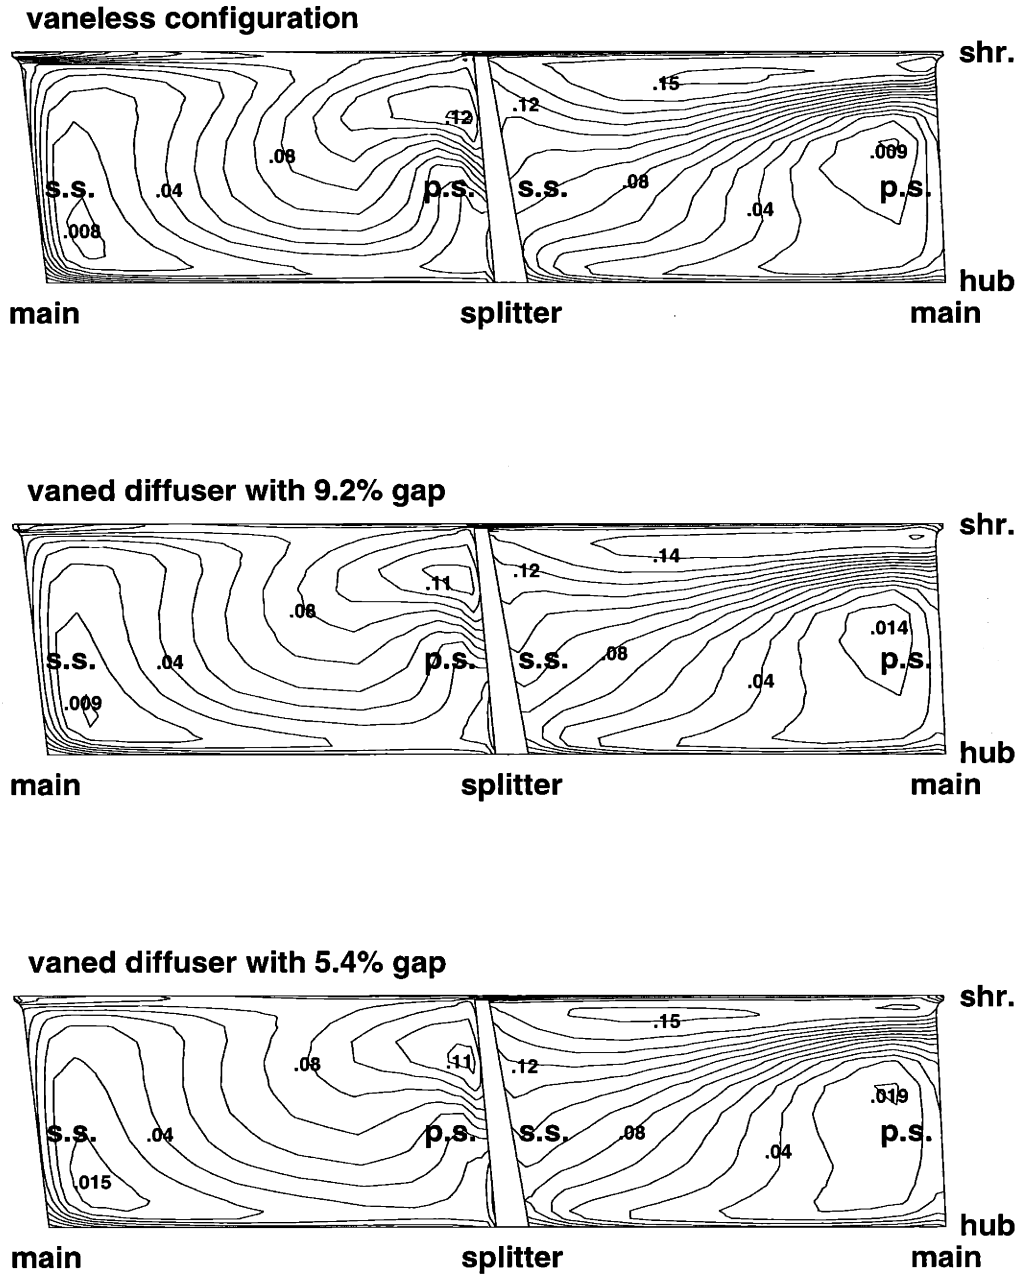 vaneless configuration
shr.
.15
.12 .12
.08 .009
s.s. .04 p.s. s.s. .08 p.s.
.04
.008
hub
main splitter main
vaned diffuser with 9.2% gap
shr.
.14
.11 .12
.08
.014
s.s. .04 p.s. s.s. .08 p.s.
.04
.009
hub
main splitter main
vaned diffuser with 5.4% gap
shr.
.15
.08 .11 .12
.019
s.s. .04 p.s. s.s. .08 p.s.
.04
.015
hub
main splitter main